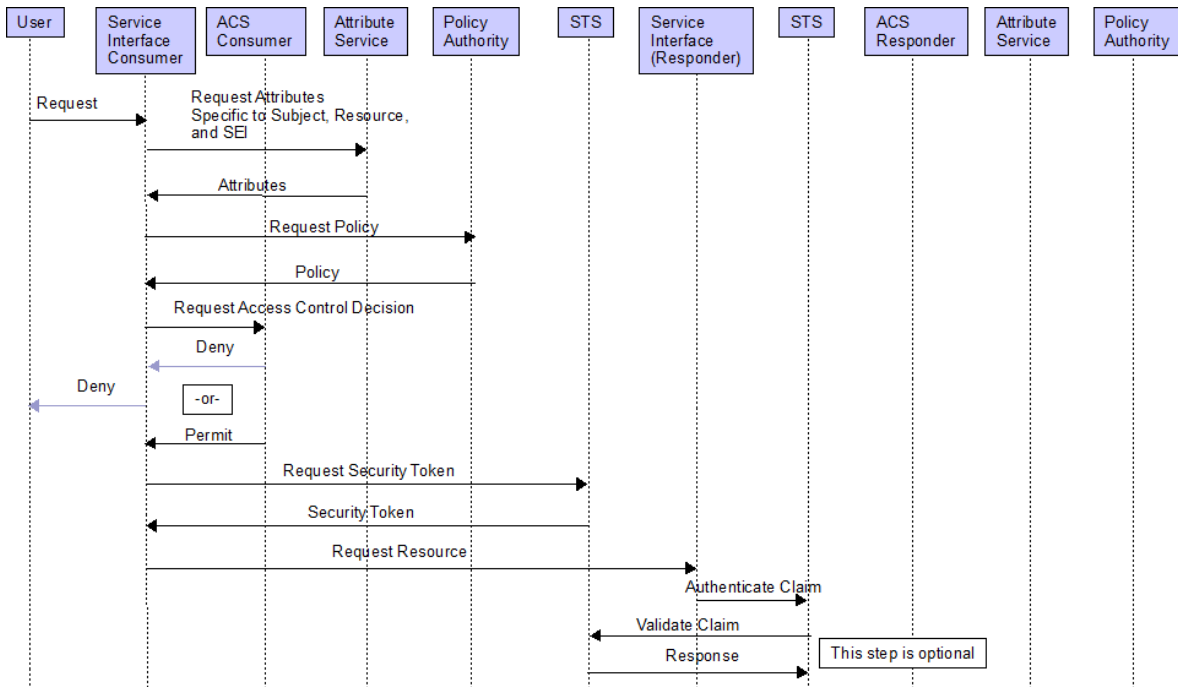 User
Service
Interface
Consumer
ACS
Consumer
Attribute
Service
Policy
Authority
STS
Service
Interface
(Responder)
STS
ACS
Responder
Attribute
Service
Policy
Authority
Request
Request Attributes
Specific to Subject, Resource,
and SEI
Attributes
Request Policy
Policy
Request Access Control Decision
Deny
Deny
-or-
Permit
Request Security Token
Security Token
Request Resource
Authenticate Claim
Validate Claim
This step is optional
Response